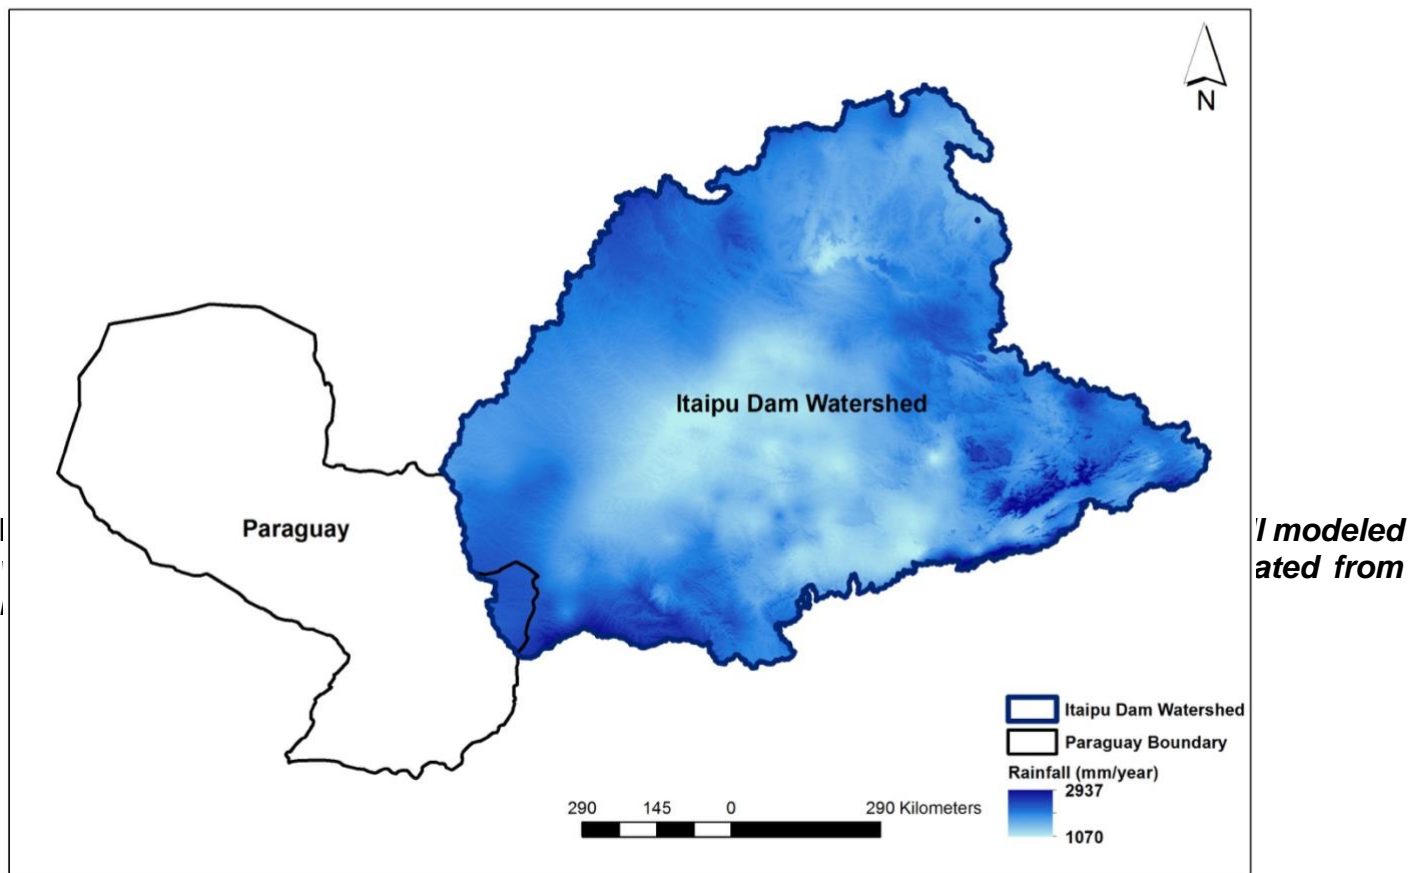 N
Itaipu Dam Watershed
Paraguay
modeled
ated from
Itaipu Dam Watershed
Paraguay Boundary
Rainfall (mm/year)
2937
1070
290 145 0 290 Kilometers